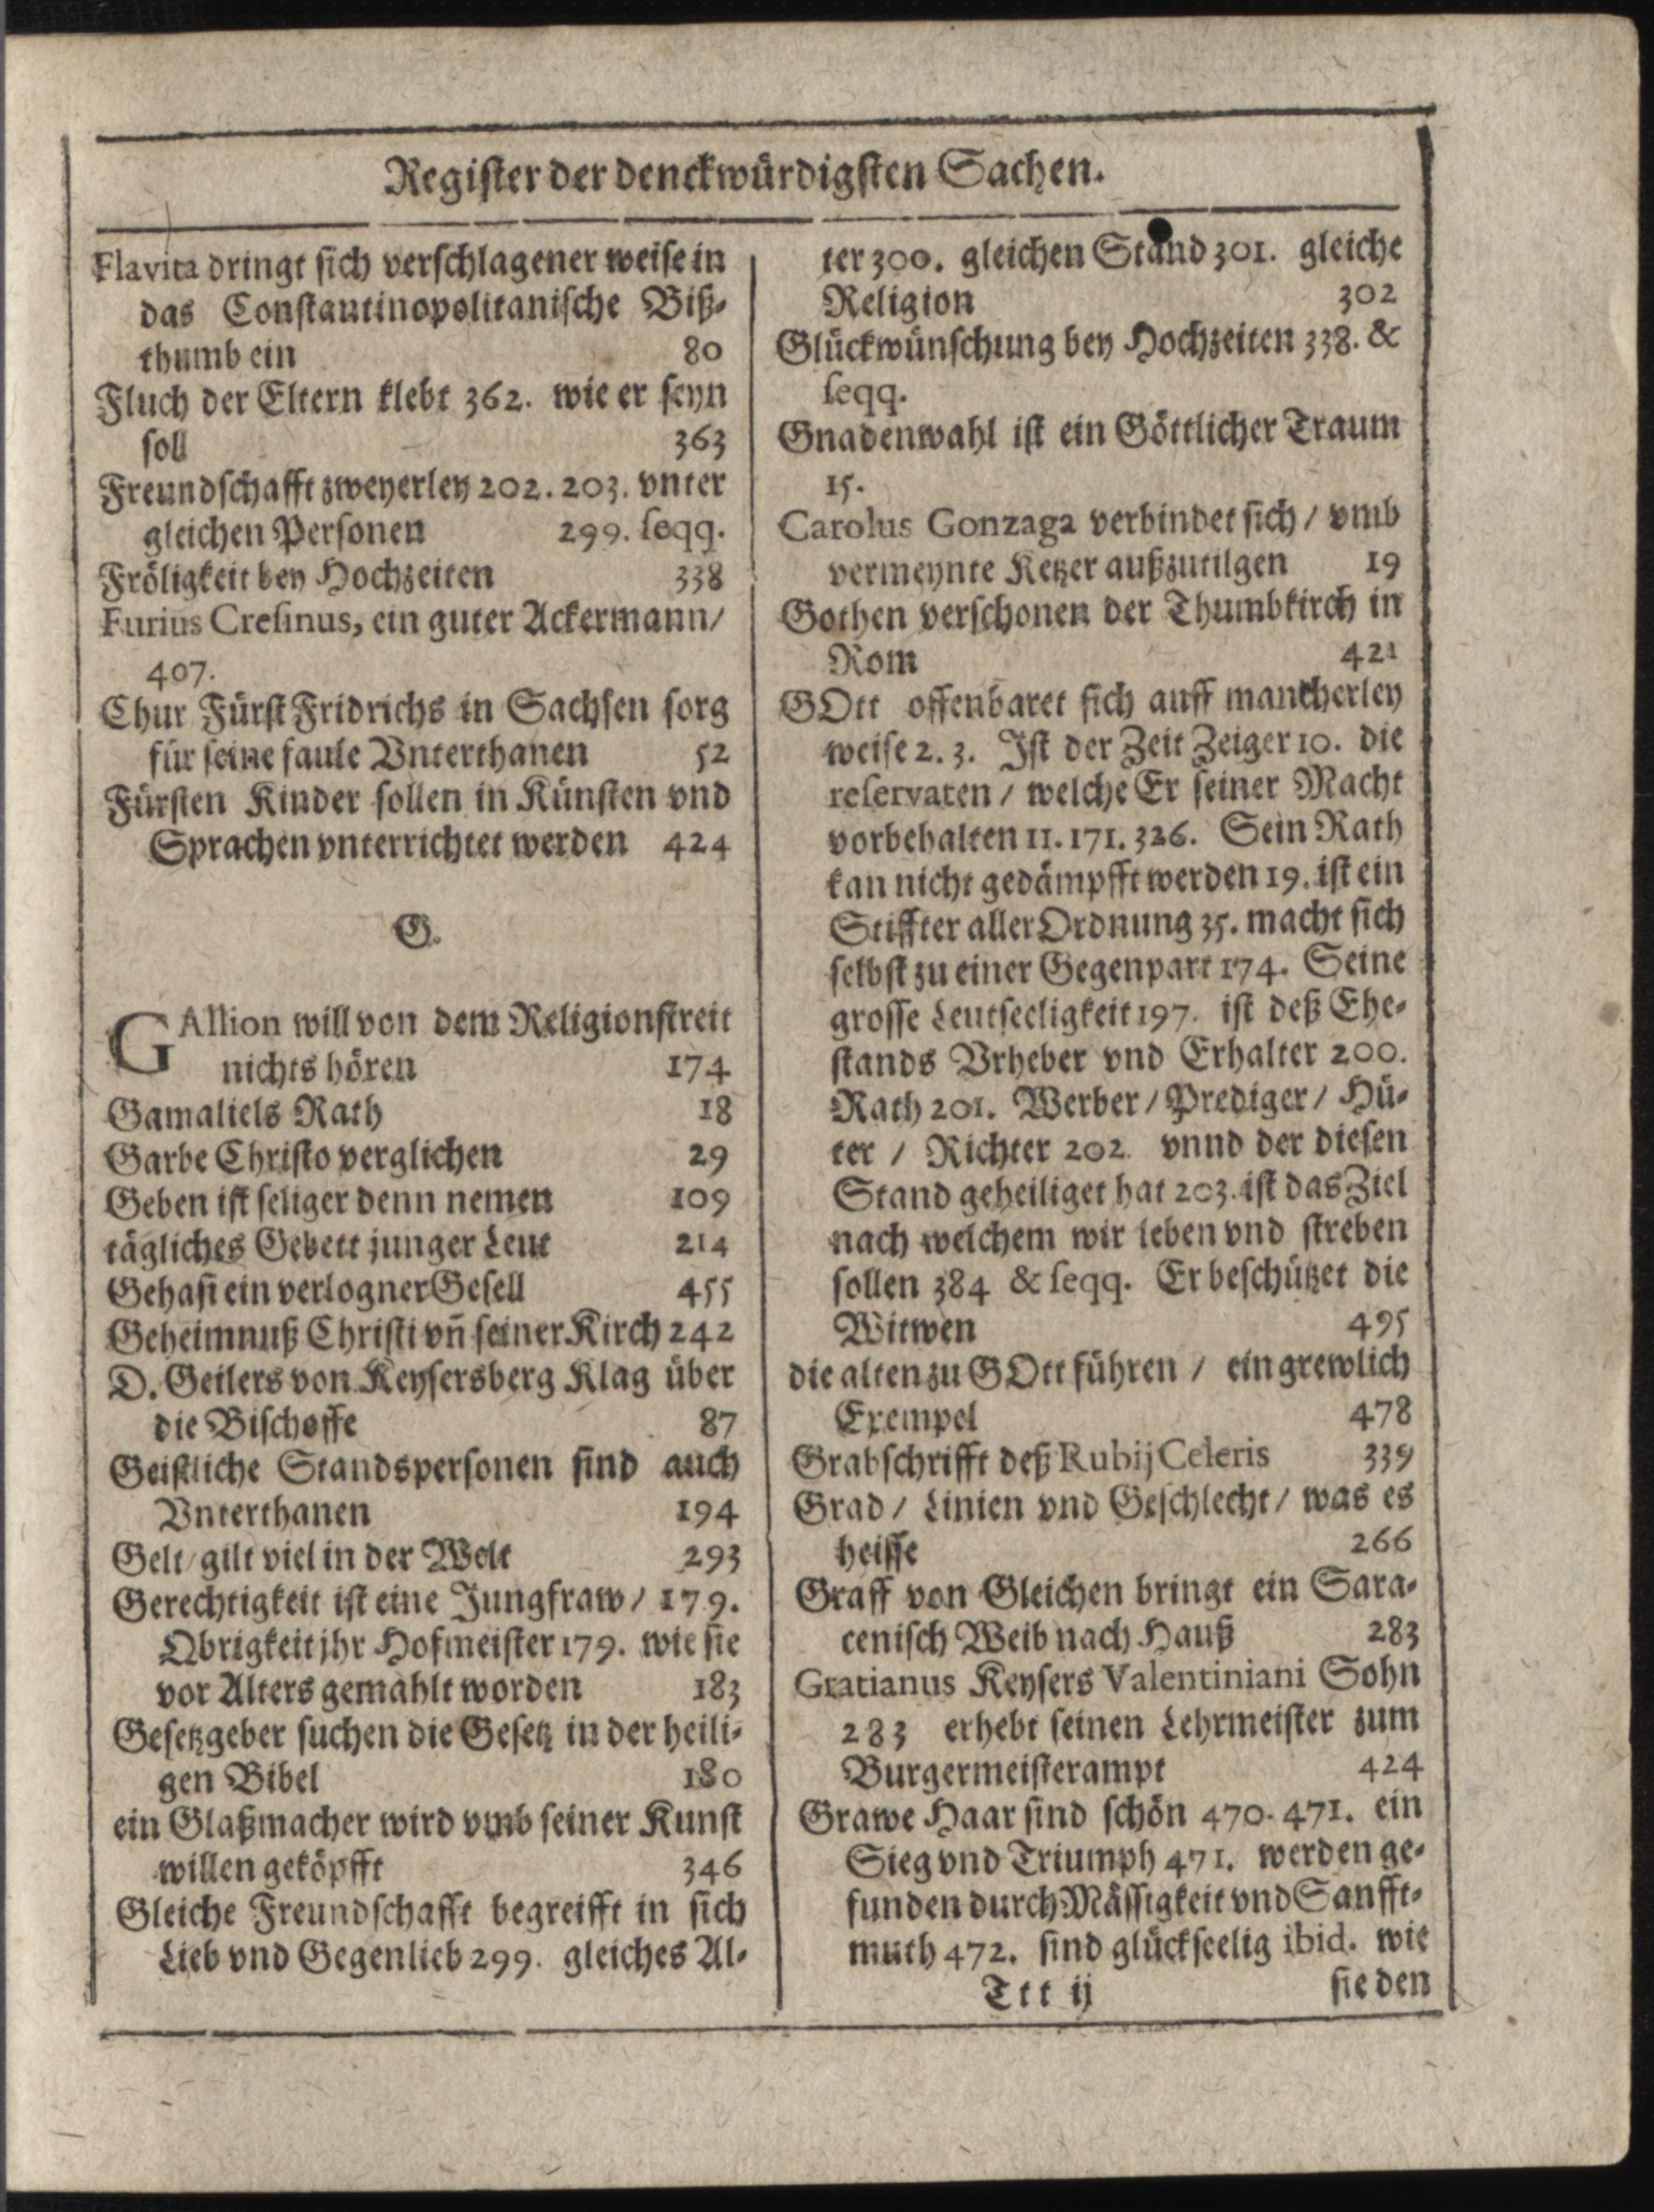 Register der denckwürdigsten Sachen.
Flavita dringt sich verschlagener weise in
das Constantinopolitanische Biß-
thumb ein 80
Fluch der Eltern klebt 362. wie er seyn
soll 363
Freundschafft zweyerley 202. 203. vnter
gleichen Personen 299. seqq.
Fröligkeit bey Hochzeiten 338
Furius Cresinus, ein guter Ackermann/
407.
Chur Fürst Fridrichs in Sachsen sorg
für seine faule Vnterthanen 52
Fürsten Kinder sollen in Künsten vnd
Sprachen vnterrichtet werden 424
G.
GAllion will von dem Religionstreit
nichts hören 174
Gamaliels Rath 18
Garbe Christo verglichen 29
Geben ist seliger denn nemen 109
tägliches Gebett junger Leut 214
Gehasi ein verlogner Gesell 455
Geheimnuß Christi vñ seiner Kirch 242
D. Geilers von Keysersberg Klag über
die Bischoffe 87
Geistliche Standspersonen sind auch
Vnterthanen 194
Gelt/gilt viel in der Welt 293
Gerechtigkeit ist eine Jungfraw/ 179.
Obrigkeit jhr Hofmeister 179. wie sie
vor Alters gemahlt worden 183
Gesetzgeber suchen die Gesetz in der heili-
gen Bibel 180
ein Glaßmacher wird vmb seiner Kunst
willen geköpfft 346
Gleiche Freundschafft begreifft in sich
Lieb vnd Gegenlieb 299. gleiches Al-
ter 300. gleichen Stand 301. gleiche
Religion 302
Glückwünschung bey Hochzeiten 338. &
seqq.
Gnadenwahl ist ein Göttlicher Traum
15.
Carolus Gonzaga verbindet sich / vmb
vermeynte Ketzer außzutilgen 19
Gothen verschonen der Thumbkirch in
Rom 421
GOtt offenbaret sich auff mancherley
weise 2. 3. Ist der Zeit Zeiger 10. die
reservaten / welche Er seiner Macht
vorbehalten 11. 171. 326. Sein Rath
kan nicht gedämpfft werden 19. ist ein
Stiffter aller Ordnung 35. macht sich
selbst zu einer Gegenpart 174. Seine
grosse Leutseeligkeit 197. ist deß Ehe-
stands Vrheber vnd Erhalter 200.
Rath 201. Werber / Prediger / Hü-
ter / Richter 202. vnnd der diesen
Stand geheiliget hat 203. ist das Ziel
nach welchem wir leben vnd streben
sollen 384 & seqq. Er beschützet die
Witwen 495
die alten zu GOtt führen / ein grewlich
Exempel 478
Grabschrifft deß Rubij Celeris 339
Grad / Linien vnd Geschlecht / was es
heisse 266
Graff von Gleichen bringt ein Sara-
cenisch Weib nach Hauß 283
Gratianus Keysers Valentiniani Sohn
283 erhebt seinen Lehrmeister zum
Burgermeisterampt 424
Grawe Haar sind schön 470. 471. ein
Sieg vnd Triumph 471. werden ge-
funden durch Mässigkeit vnd Sanfft-
muth 472. sind glückseelig ibid. wie
Ttt ij sie den